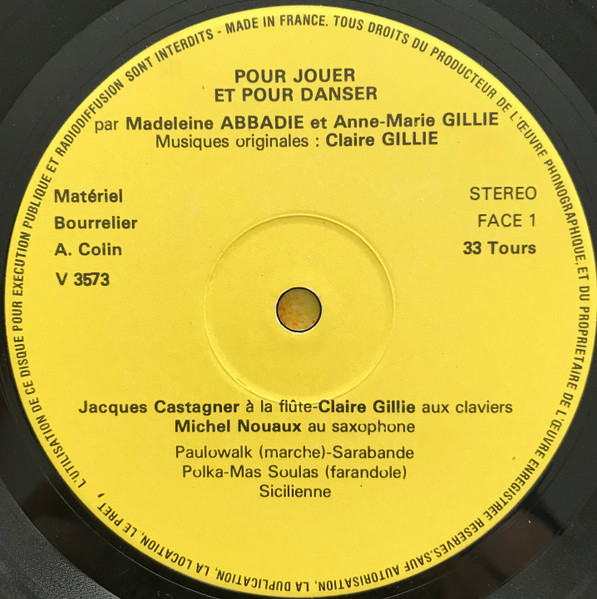 MADE IN FRANCE. TOUS DROITS DU PRODUCTEUR DE L'ŒUVRE PHONOGRAPHIQUE, ET DU PROPRIETAIRE DE L'ŒUVRE ENREGISTREE RESERVES. SAUF AUTORISATION, LA DUPLICATION, LA LOCATION, LE PRET, L'UTILISATION DE CE DISQUE POUR EXECUTION PUBLIQUE ET RADIODIFFUSION SONT INTERDITS -
POUR JOUER
ET POUR DANSER
par Madeleine ABBADIE et Anne-Marie GILLIE
Musiques originales : Claire GILLIE
Matériel
Bourrelier
A. Colin
V 3573
STEREO
FACE 1
33 Tours
Jacques Castagner à la flûte-Claire Gillie aux claviers
Michel Nouaux au saxophone
Paulowalk (marche)-Sarabande
Polka-Mas Soulas (farandole)
Sicilienne